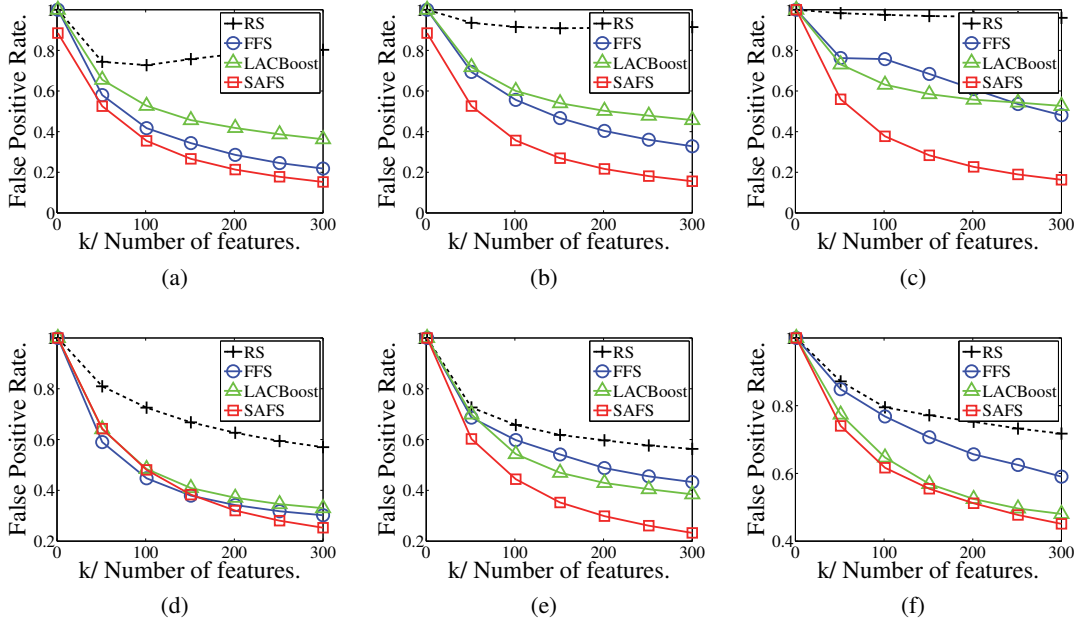 False Positive Rate.
1
0.8
0.6
0.4
0.2
0
0
100
200
300
k/ Number of features.
RS
FFS
LACBoost
SAFS
(a)
False Positive Rate.
1
0.8
0.6
0.4
0.2
0
0
100
200
300
k/ Number of features.
RS
FFS
LACBoost
SAFS
(b)
False Positive Rate.
1
0.8
0.6
0.4
0.2
0
0
100
200
300
k/ Number of features.
RS
FFS
LACBoost
SAFS
(c)
False Positive Rate.
1
0.8
0.6
0.4
0.2
0
100
200
300
k/ Number of features.
RS
FFS
LACBoost
SAFS
(d)
False Positive Rate.
1
0.8
0.6
0.4
0.2
0
100
200
300
k/ Number of features.
RS
FFS
LACBoost
SAFS
(e)
False Positive Rate.
1
0.8
0.6
0.4
0
100
200
300
k/ Number of features.
RS
FFS
LACBoost
SAFS
(f)